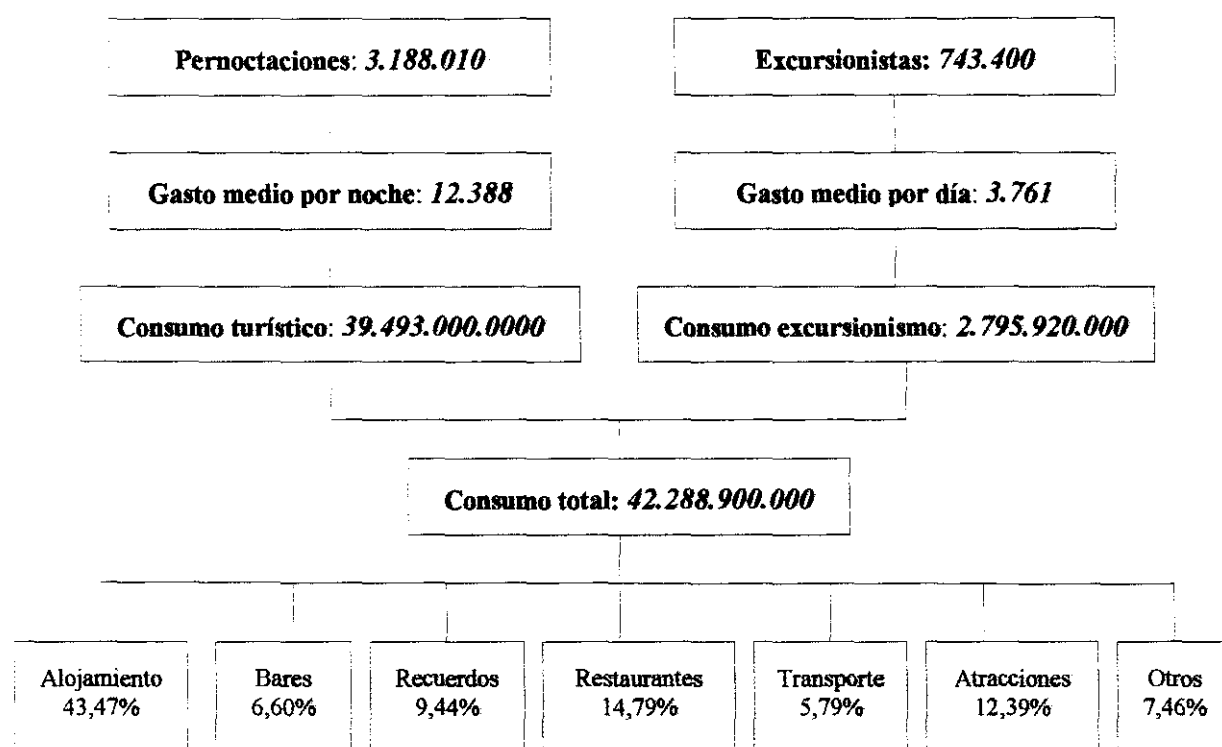 Pernoctaciones: 3.188.010
Excursionistas: 743.400
Gasto medio por noche: 12.388
Gasto medio por día: 3.761
Consumo turístico: 39.493.000.0000
Consumo excursionismo: 2.795.920.000
Consumo total: 42.288.900.000
Alojamiento
43,47%
Bares
6,60%
Recuerdos
9,44%
Restaurantes
14,79%
Transporte
5,79%
Atracciones
12,39%
Otros
7,46%